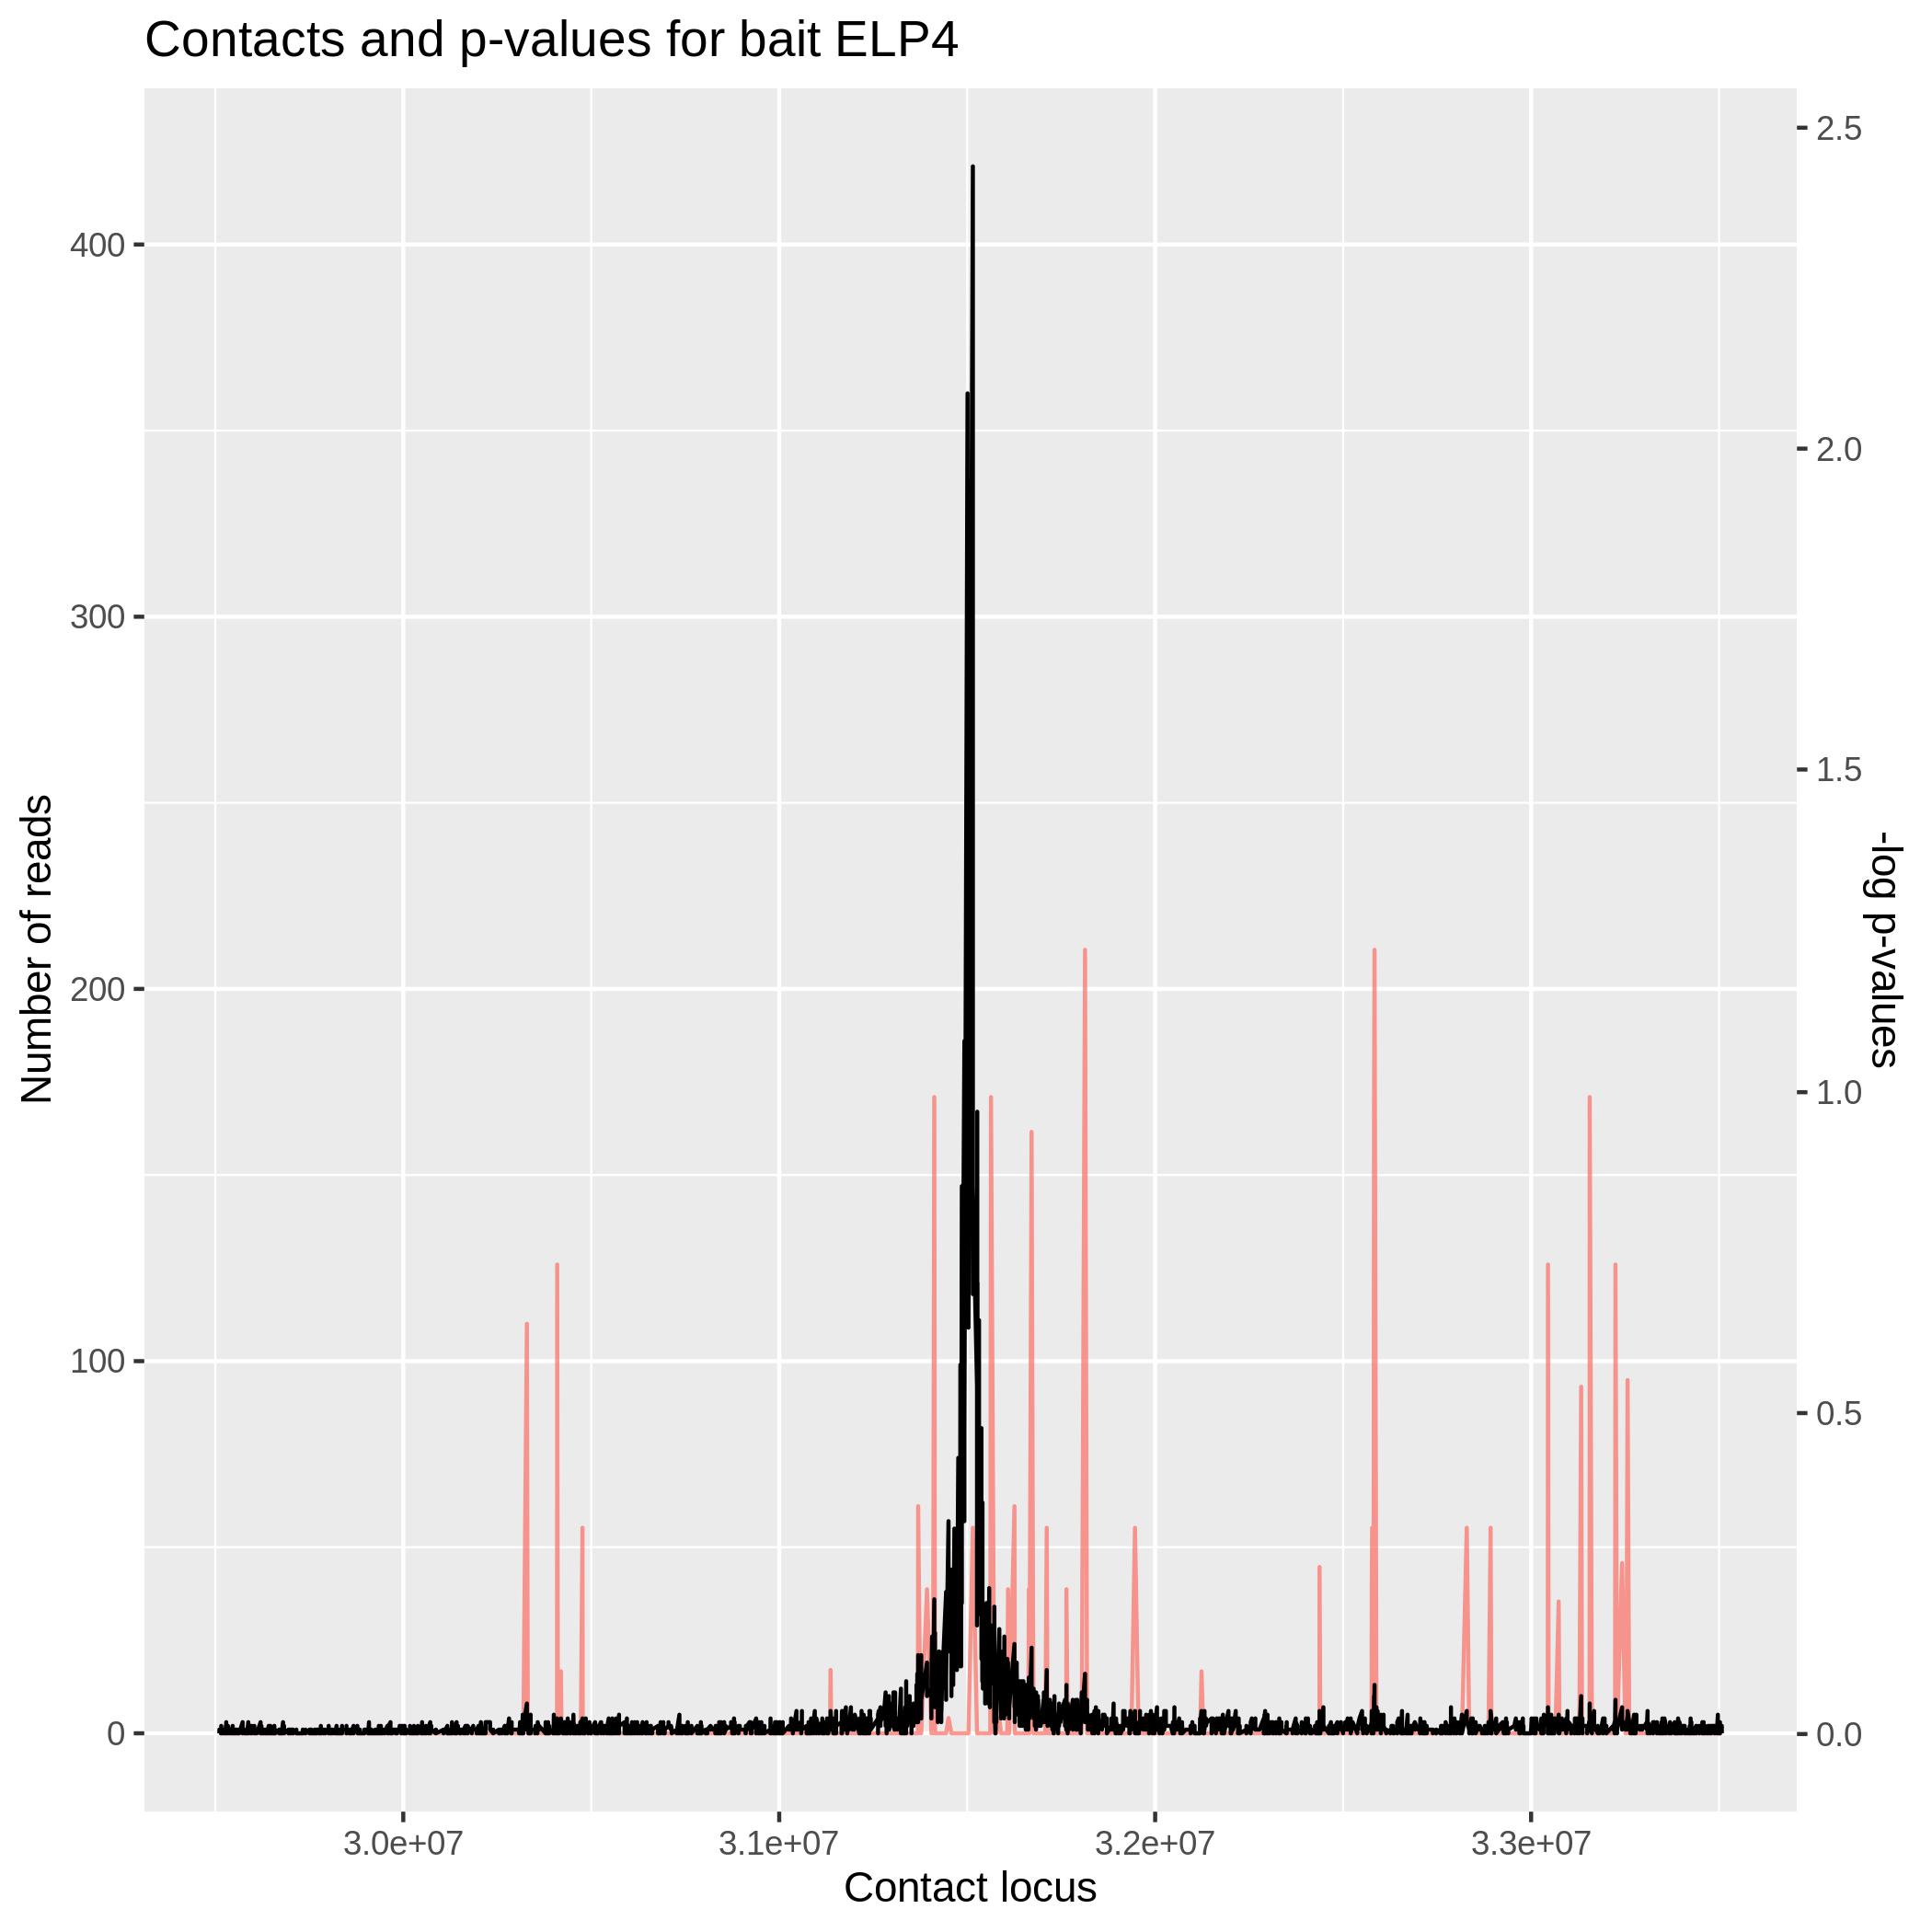 Contacts and p-values for bait ELP4
Number of reads
400
300
200
100
0
2.5
2.0
1.5
1.0
0.5
0.0
-log p-values
3.0e+07
3.1e+07
3.2e+07
3.3e+07
Contact locus